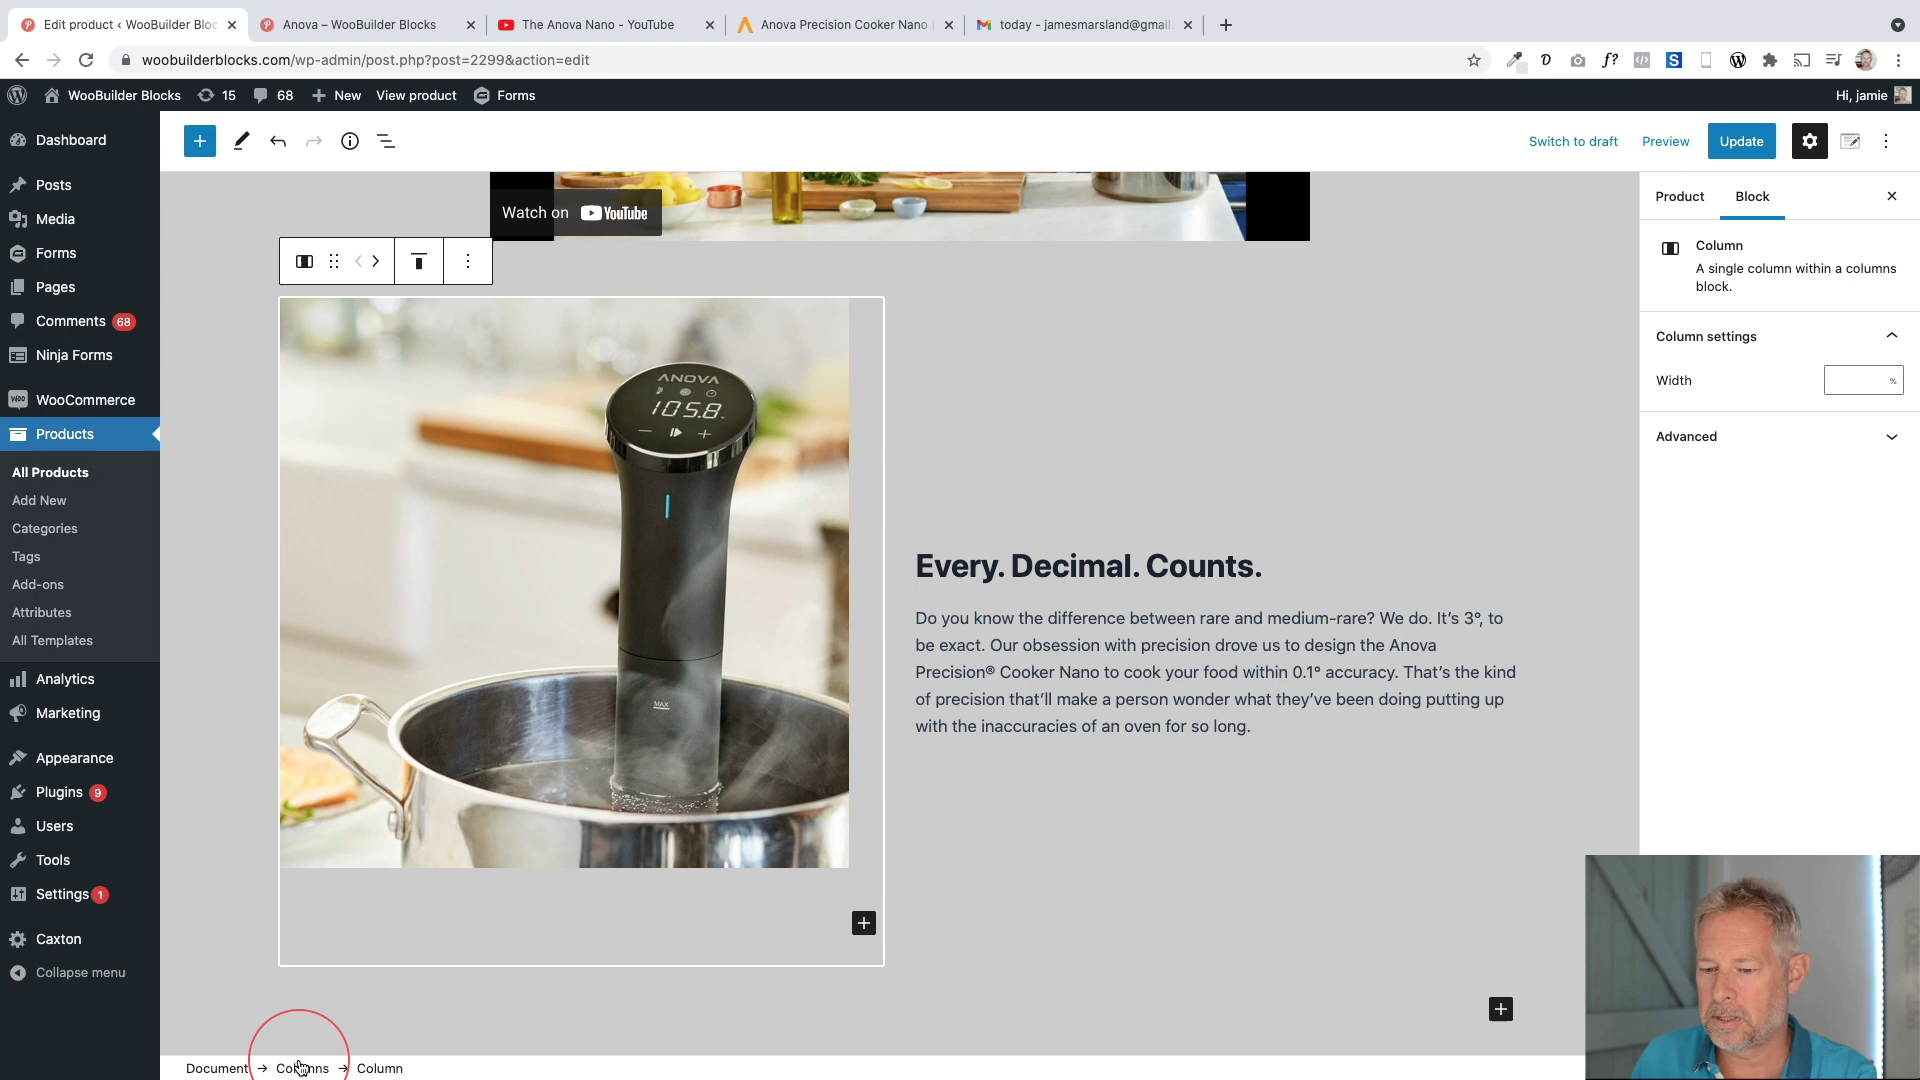 Edit product ‹ WooBuilder Bloc
Anova – WooBuilder Blocks
The Anova Nano - YouTube
Anova Precision Cooker Nano
today - jamesmarsland@gmail.
woobuilderblocks.com/wp-admin/post.php?post=2299&action=edit
WooBuilder Blocks
15
68
New
View product
Forms
Hi, jamie
Dashboard
Posts
Media
Forms
Pages
Comments 68
Ninja Forms
WooCommerce
Products
All Products
Add New
Categories
Tags
Add-ons
Attributes
All Templates
Analytics
Marketing
Appearance
Plugins 9
Users
Tools
Settings 1
Caxton
Collapse menu
Switch to draft
Preview
Update
Watch on YouTube
ANOVA
105.8
MAX
Every. Decimal. Counts.
Do you know the difference between rare and medium-rare? We do. It's 3°, to
be exact. Our obsession with precision drove us to design the Anova
Precision® Cooker Nano to cook your food within 0.1° accuracy. That's the kind
of precision that'll make a person wonder what they've been doing putting up
with the inaccuracies of an oven for so long.
Product
Block
Column
A single column within a columns
block.
Column settings
Width
%
Advanced
Document → Columns → Column